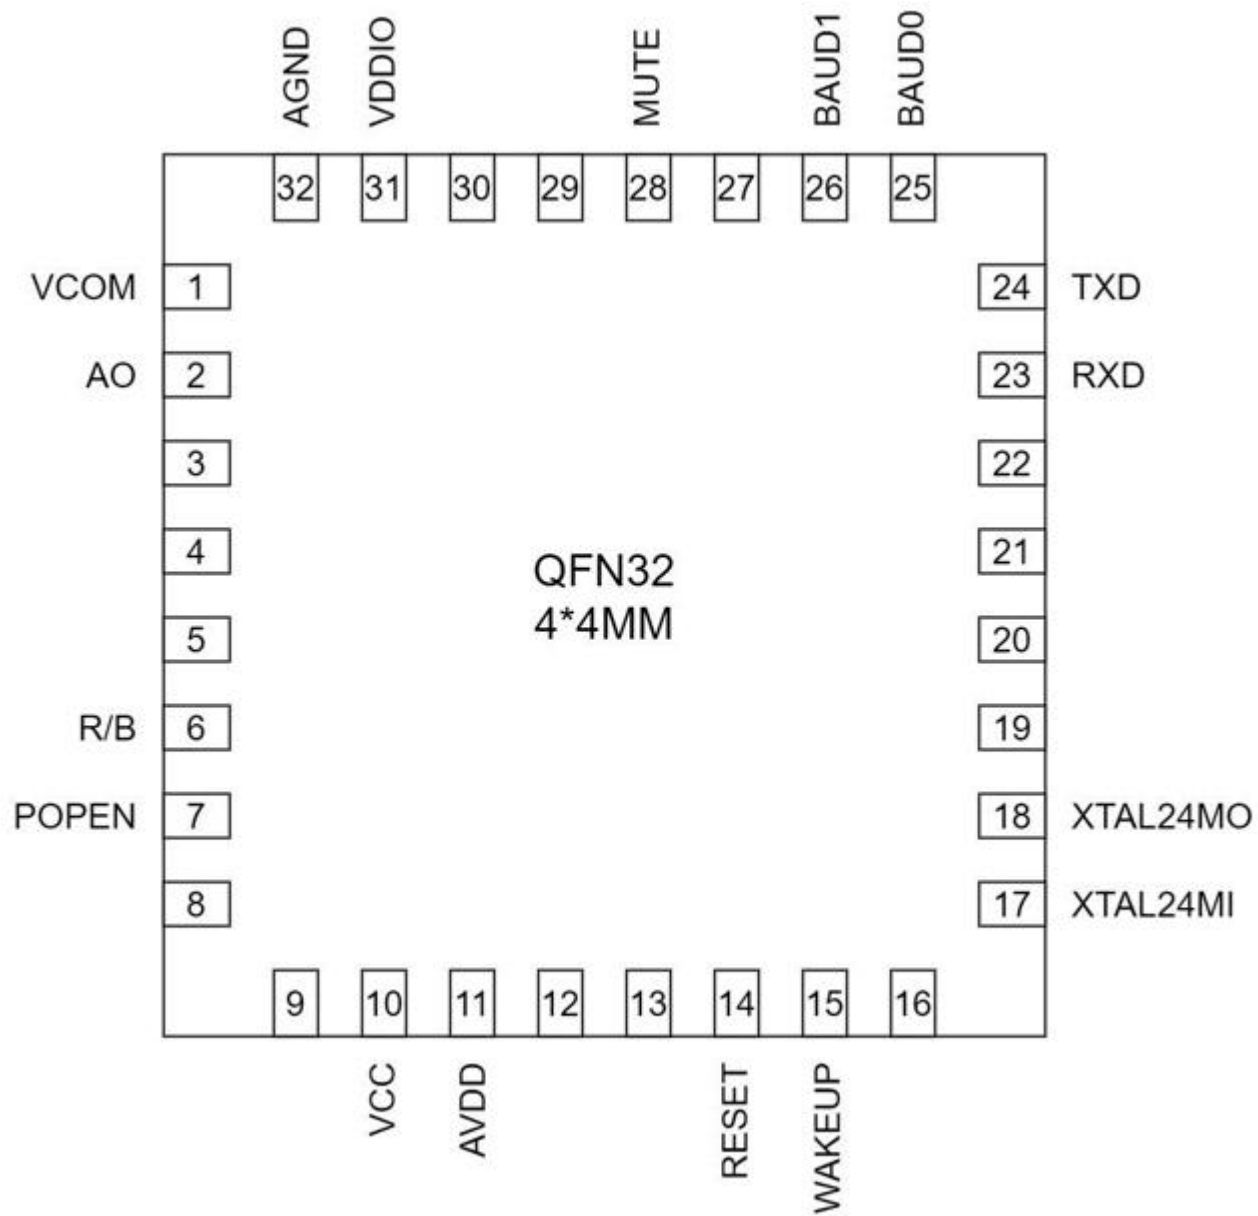 AGND VDDIO MUTE BAUD1 BAUD0
32 31 30 29 28 27 26 25
VCOM 1 24 TXD
AO 2 23 RXD
3 22
4 21
QFN32
4*4MM
5 20
R/B 6 19
POPEN 7 18 XTAL24MO
8 17 XTAL24MI
9 10 11 12 13 14 15 16
VCC AVDD RESET WAKEUP